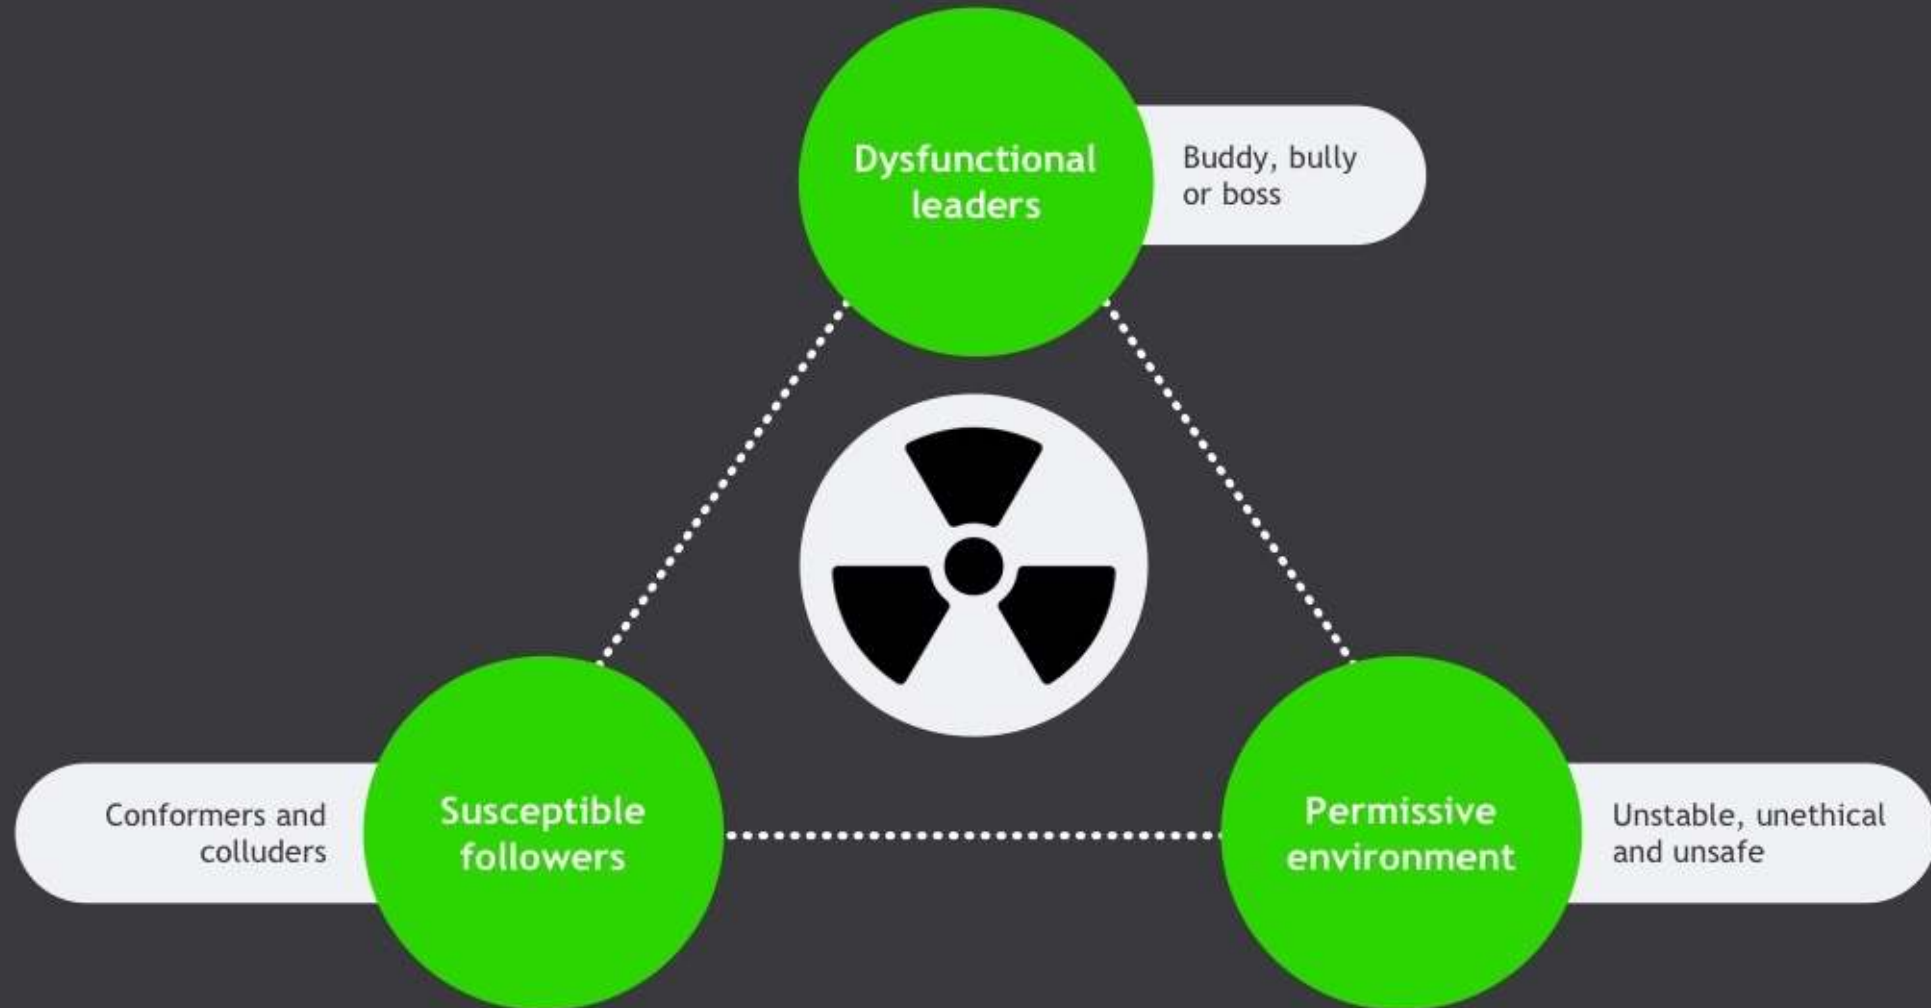 Dysfunctional
leaders
Buddy, bully
or boss
Conformers and
colluders
Susceptible
followers
Permissive
environment
Unstable, unethical
and unsafe